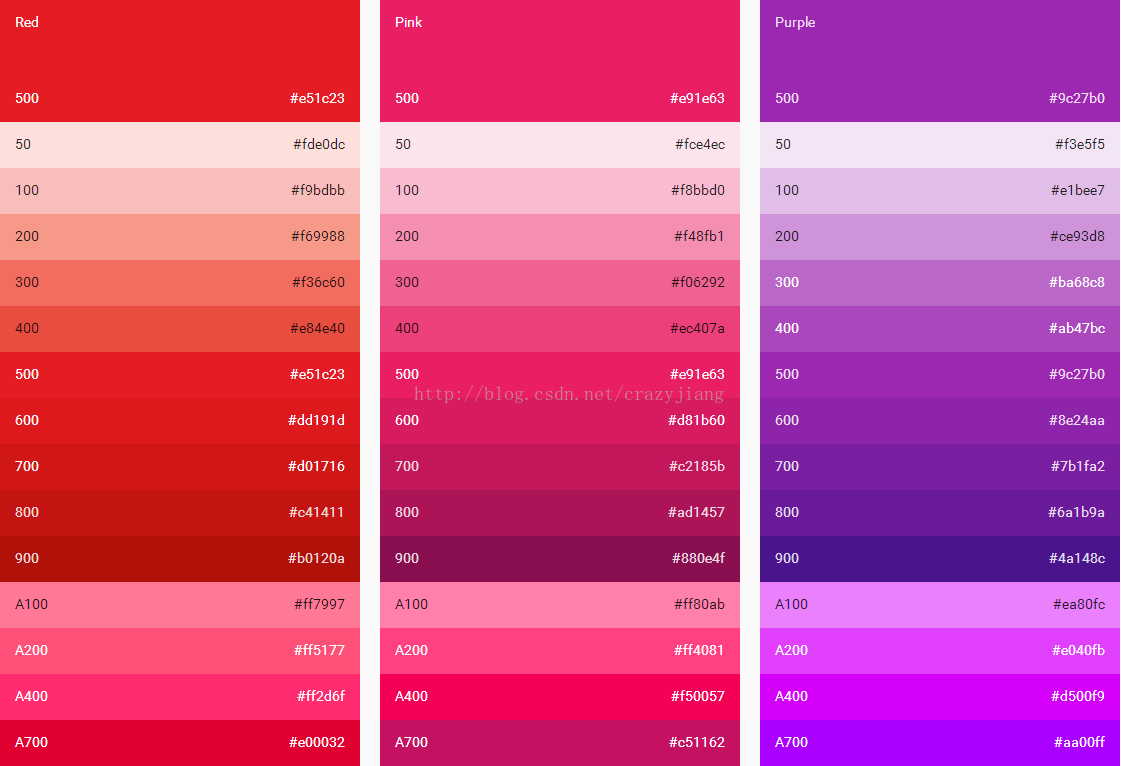 Red
500 #e51c23
50 #fde0dc
100 #f9bdbb
200 #f69988
300 #f36c60
400 #e84e40
500 #e51c23
600 #dd191d
700 #d01716
800 #c41411
900 #b0120a
A100 #ff7997
A200 #ff5177
A400 #ff2d6f
A700 #e00032
Pink
500 #e91e63
50 #fce4ec
100 #f8bbd0
200 #f48fb1
300 #f06292
400 #ec407a
500 #e91e63
http://blog.csdn.net/crazyjiang
600 #d81b60
700 #c2185b
800 #ad1457
900 #880e4f
A100 #ff80ab
A200 #ff4081
A400 #f50057
A700 #c51162
Purple
500 #9c27b0
50 #f3e5f5
100 #e1bee7
200 #ce93d8
300 #ba68c8
400 #ab47bc
500 #9c27b0
600 #8e24aa
700 #7b1fa2
800 #6a1b9a
900 #4a148c
A100 #ea80fc
A200 #e040fb
A400 #d500f9
A700 #aa00ff